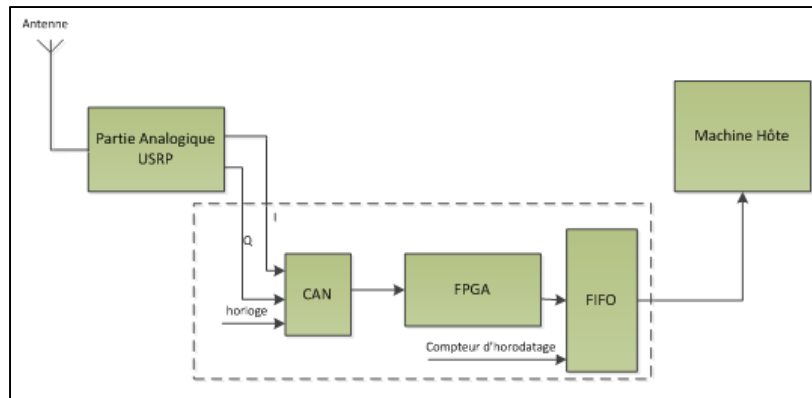 Antenne
Partie Analogique
USRP
Machine Hôte
I
Q
CAN
FPGA
FIFO
horloge
Compteur d'horodatage